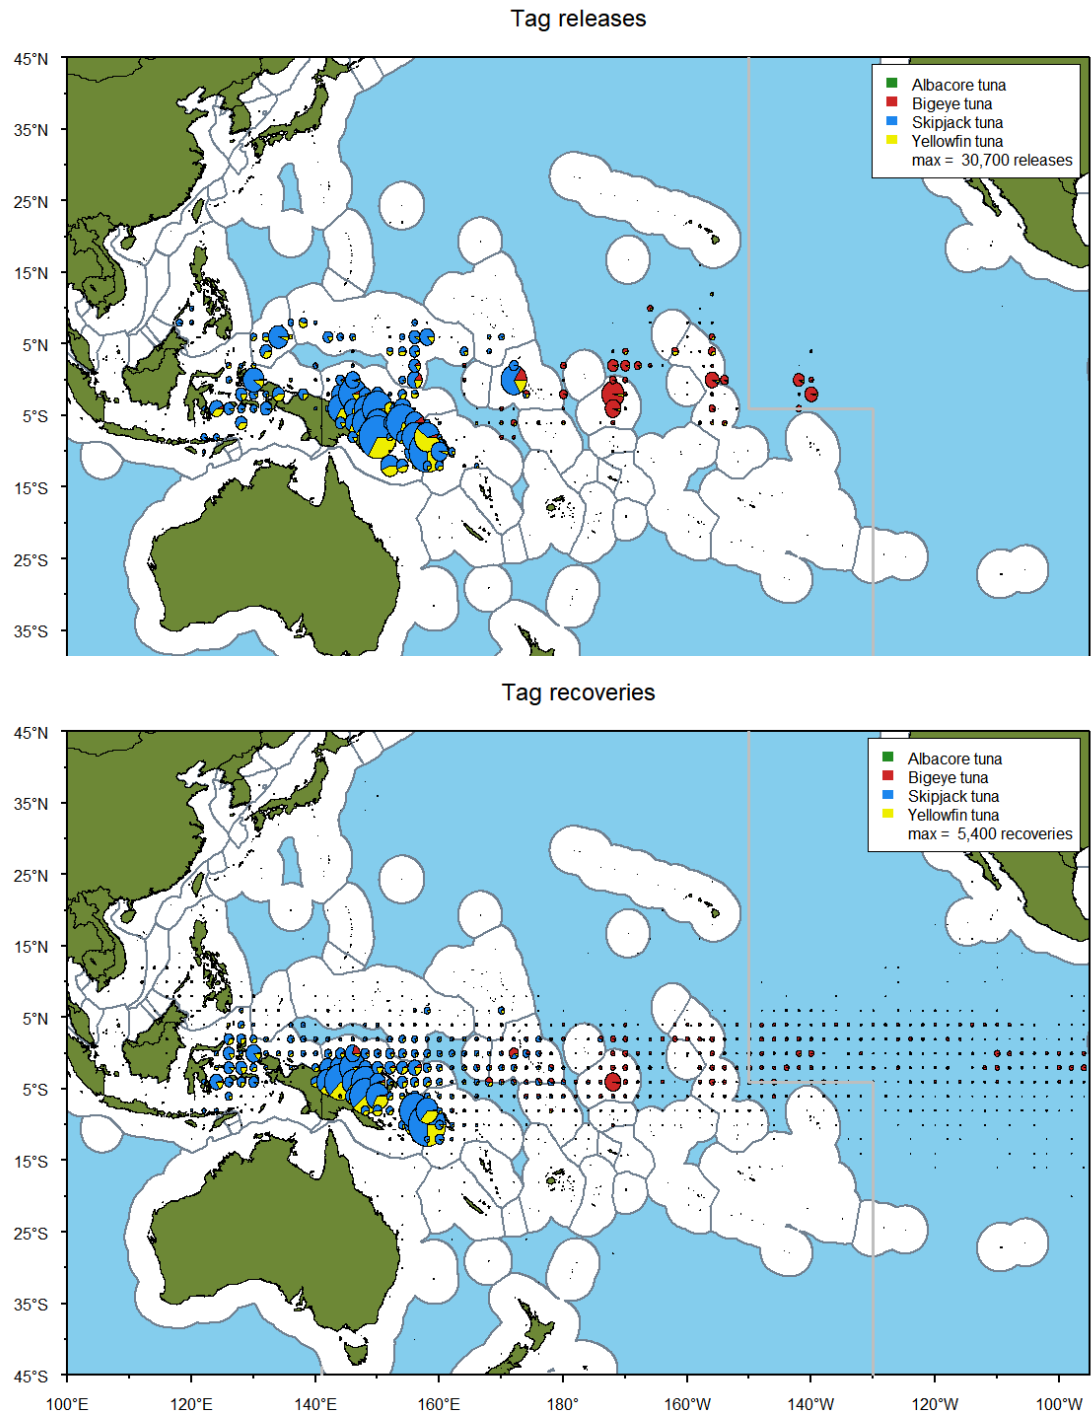 Tag releases
45°N
35°N
25°N
15°N
5°N
5°S
15°S
25°S
35°S
Albacore tuna
Bigeye tuna
Skipjack tuna
Yellowfin tuna
max = 30,700 releases
Tag recoveries
45°N
35°N
25°N
15°N
5°N
5°S
15°S
25°S
35°S
45°S
Albacore tuna
Bigeye tuna
Skipjack tuna
Yellowfin tuna
max = 5,400 recoveries
100°E 120°E 140°E 160°E 180° 160°W 140°W 120°W 100°W